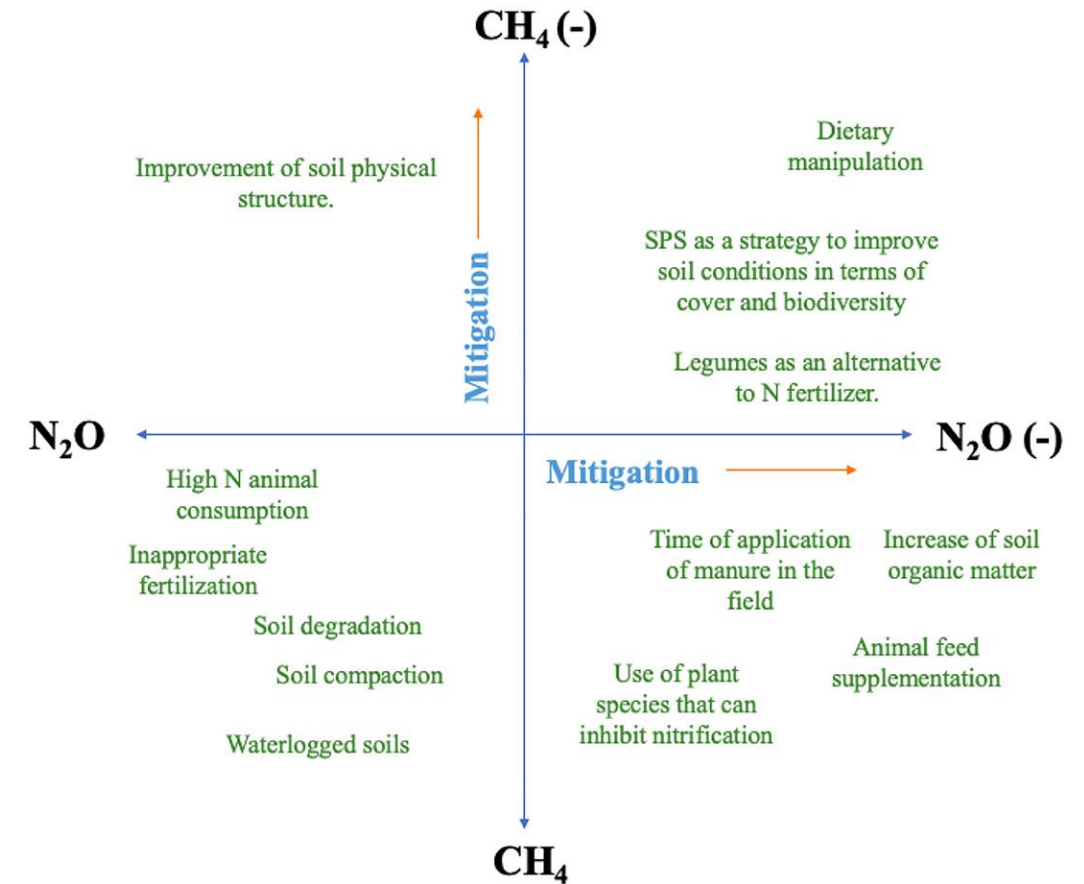 CH₄ (-)
Dietary
manipulation
Improvement of soil physical
structure.
SPS as a strategy to improve
soil conditions in terms of
cover and biodiversity
Mitigation
Legumes as an alternative
to N fertilizer.
N₂O
N₂O (-)
Mitigation
High N animal
consumption
Inappropriate
fertilization
Soil degradation
Soil compaction
Waterlogged soils
Time of application
of manure in the
field
Increase of soil
organic matter
Animal feed
supplementation
Use of plant
species that can
inhibit nitrification
CH₄